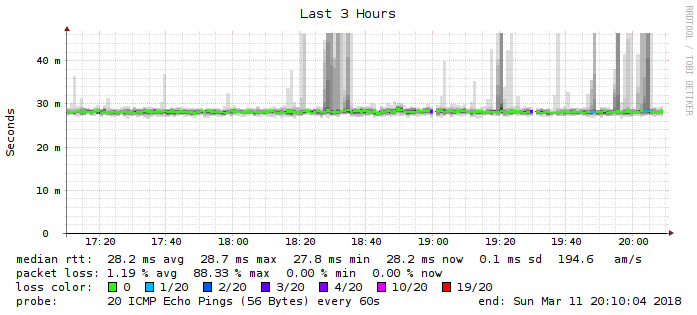 Last 3 Hours
RRDTOOL / TOBI OETIKER
Seconds
40 m
30 m
20 m
10 m
0
17:20 17:40 18:00 18:20 18:40 19:00 19:20 19:40 20:00
median rtt: 28.2 ms avg 28.7 ms max 27.8 ms min 28.2 ms now 0.1 ms sd 194.6 am/s
packet loss: 1.19 % avg 88.33 % max 0.00 % min 0.00 % now
loss color: 0 1/20 2/20 3/20 4/20 10/20 19/20
probe: 20 ICMP Echo Pings (56 Bytes) every 60s end: Sun Mar 11 20:10:04 2018